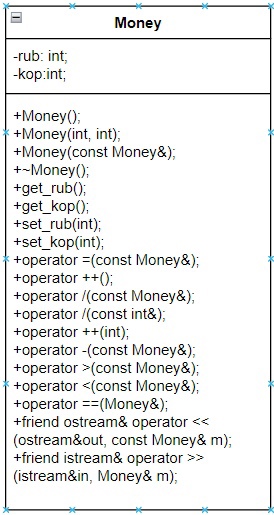 Money
-rub: int;
-kop:int;
+Money();
+Money(int, int);
+Money(const Money&);
+~Money();
+get_rub();
+get_kop();
+set_rub(int);
+set_kop(int);
+operator =(const Money&);
+operator ++();
+operator /(const Money&);
+operator /(const int&);
+operator ++(int);
+operator -(const Money&);
+operator >(const Money&);
+operator <(const Money&);
+operator ==(Money&);
+friend ostream& operator <<
(ostream&out, const Money& m);
+friend istream& operator >>
(istream&in, Money& m);